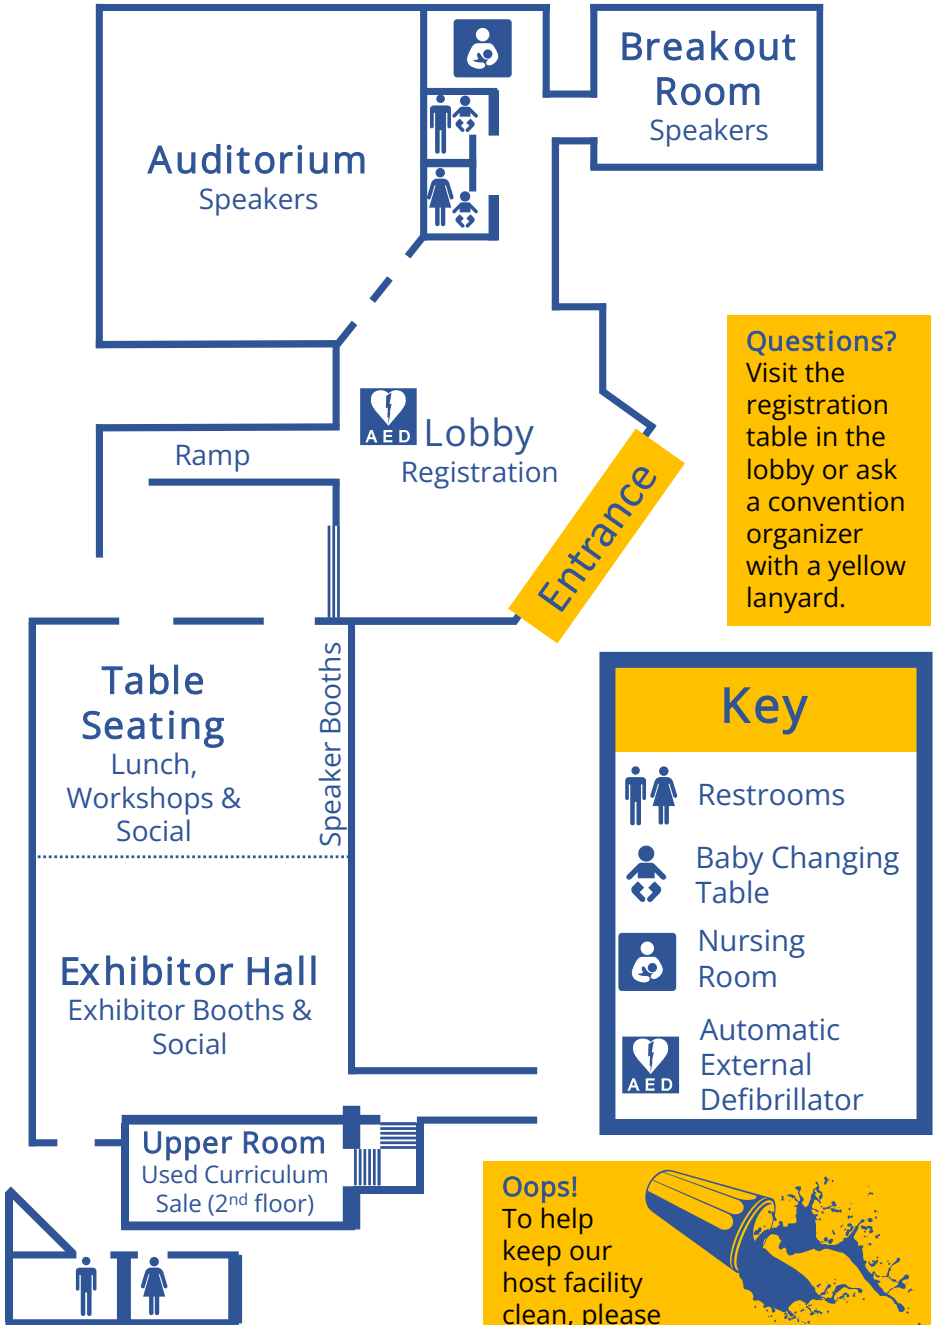 Auditorium
Speakers
Breakout
Room
Speakers
Questions?
Visit the
registration
table in the
lobby or ask
a convention
organizer
with a yellow
lanyard.
AED
Lobby
Registration
Ramp
Entrance
Table
Seating
Lunch,
Workshops &
Social
Speaker Booths
Key
Restrooms
Baby Changing
Table
Nursing
Room
AED
Automatic
External
Defibrillator
Exhibitor Hall
Exhibitor Booths &
Social
Upper Room
Used Curriculum
Sale (2nd floor)
Oops!
To help
keep our
host facility
clean, please